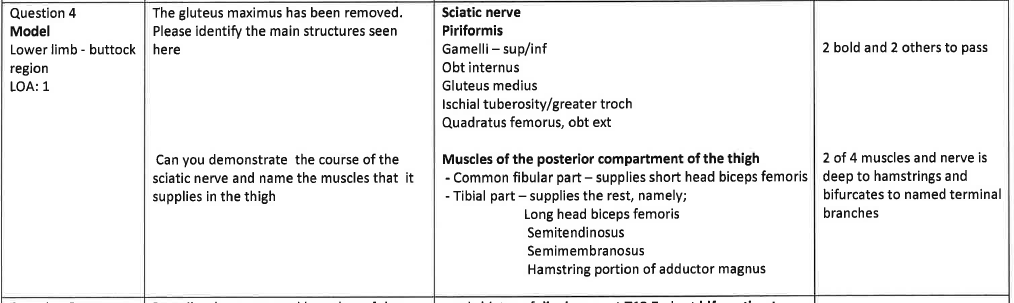 Question 4
Model
Lower limb - buttock
region
LOA: 1
The gluteus maximus has been removed.
Please identify the main structures seen
here
Sciatic nerve
Piriformis
Gamelli – sup/inf
Obt internus
Gluteus medius
Ischial tuberosity/greater troch
Quadratus femorus, obt ext
2 bold and 2 others to pass
Can you demonstrate the course of the
sciatic nerve and name the muscles that it
supplies in the thigh
Muscles of the posterior compartment of the thigh
- Common fibular part – supplies short head biceps femoris
- Tibial part – supplies the rest, namely;
Long head biceps femoris
Semitendinosus
Semimembranosus
Hamstring portion of adductor magnus
2 of 4 muscles and nerve is
deep to hamstrings and
bifurcates to named terminal
branches